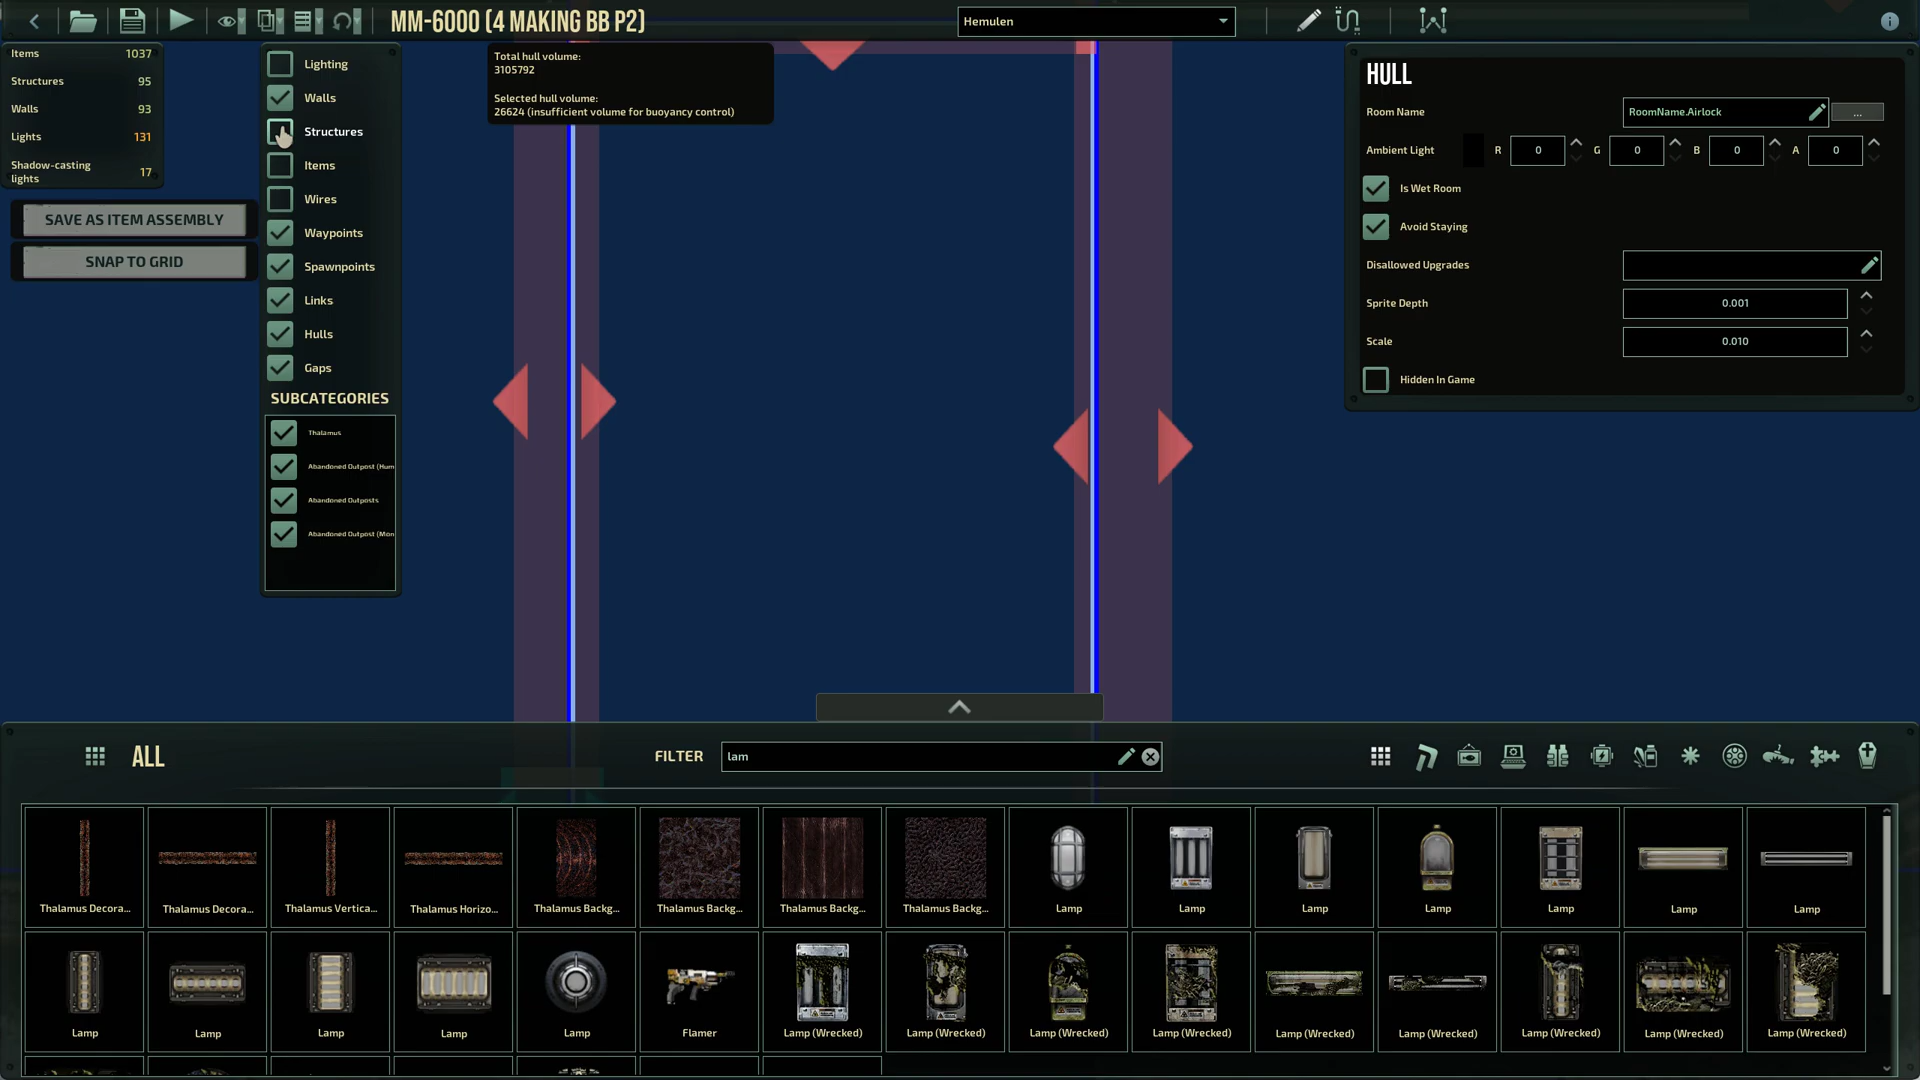 MM-6000 (4 MAKING BB P2)
Hemulen
Items 1037
Structures 95
Walls 93
Lights 131
Shadow-casting
lights 17
SAVE AS ITEM ASSEMBLY
SNAP TO GRID
Lighting
Walls
Structures
Items
Wires
Waypoints
Spawnpoints
Links
Hulls
Gaps
SUBCATEGORIES
Thalamus
Abandoned Outpost (Hum
Abandoned Outposts
Abandoned Outpost (Mon
Total hull volume:
3105792
Selected hull volume:
26624 (insufficient volume for buoyancy control)
HULL
Room Name RoomName.Airlock ...
Ambient Light R 0 G 0 B 0 A 0
Is Wet Room
Avoid Staying
Disallowed Upgrades
Sprite Depth 0.001
Scale 0.010
Hidden In Game
ALL
FILTER lam
Thalamus Decora... Thalamus Decora... Thalamus Vertica... Thalamus Horizo... Thalamus Backg... Thalamus Backg... Thalamus Backg... Thalamus Backg... Lamp Lamp Lamp Lamp Lamp Lamp Lamp
Lamp Lamp Lamp Lamp Lamp Flamer Lamp (Wrecked) Lamp (Wrecked) Lamp (Wrecked) Lamp (Wrecked) Lamp (Wrecked) Lamp (Wrecked) Lamp (Wrecked) Lamp (Wrecked) Lamp (Wrecked)